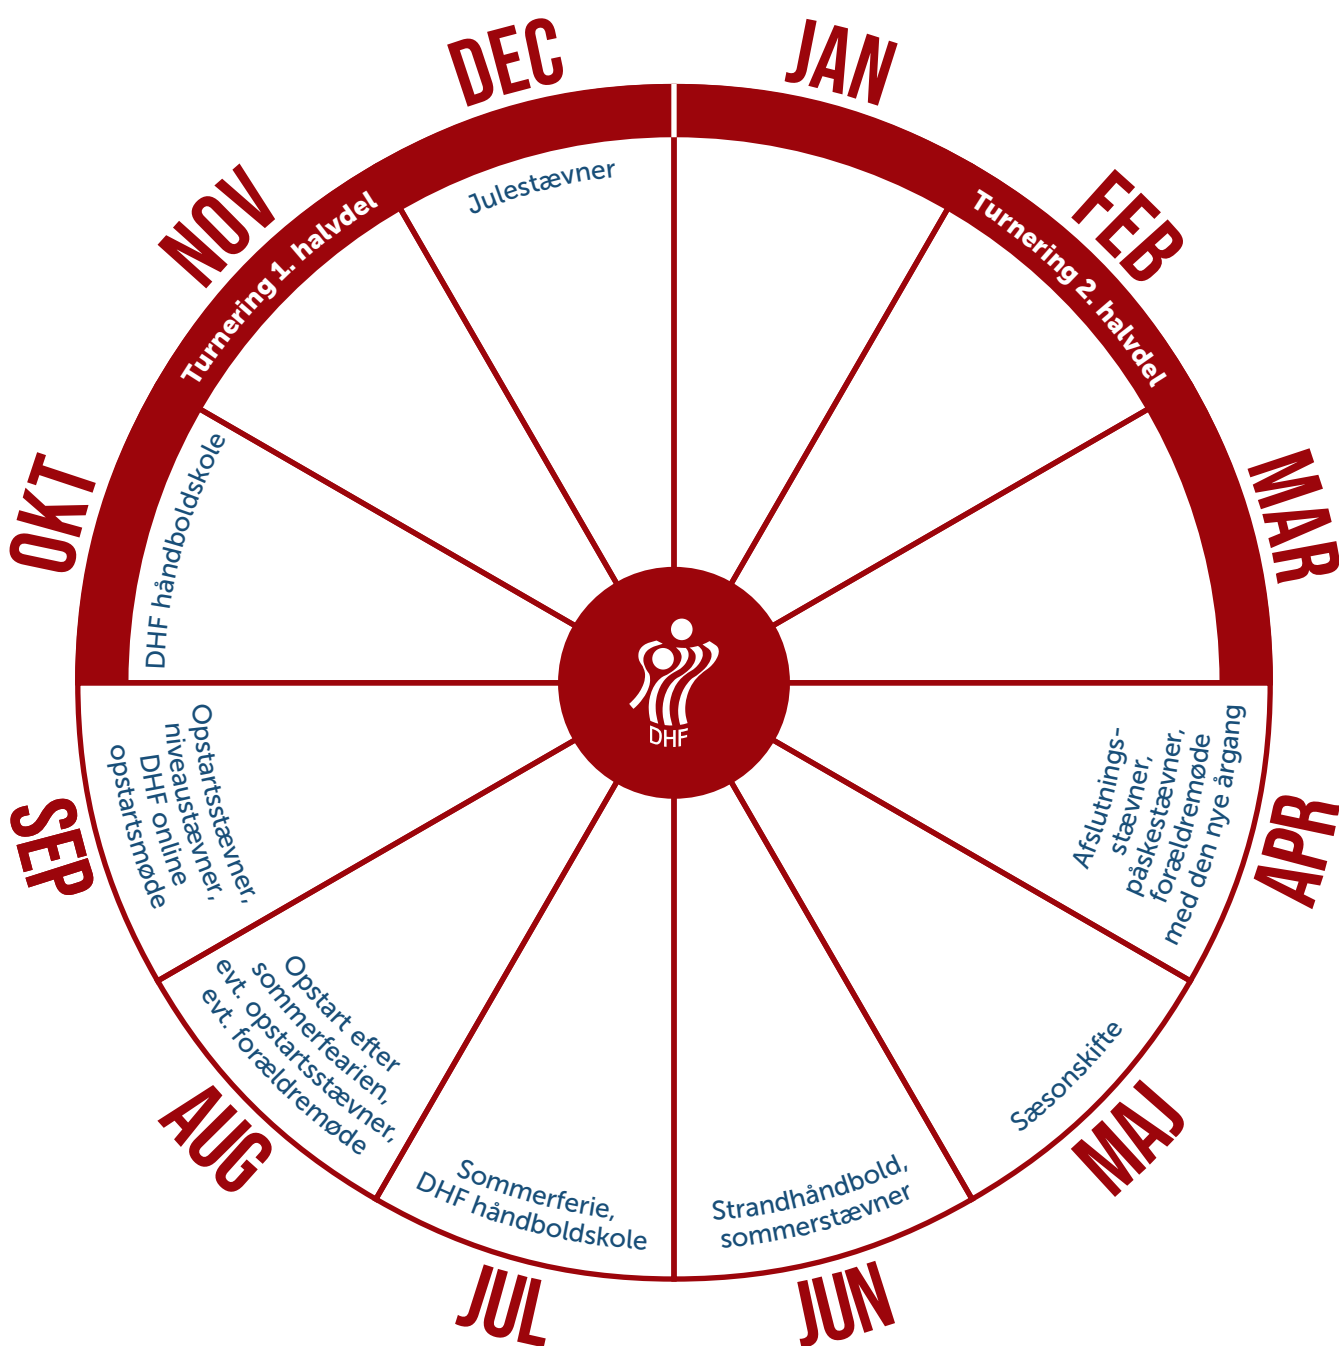 JAN
FEB
Turnering 2. halvdel
MAR
APR
Afslutnings-
stævner,
påskestævner,
forældremøde
med den nye årgang
MAJ
Sæsonskifte
JUN
Strandhåndbold,
sommerstævner
JUL
Sommerferie,
DHF håndboldskole
AUG
Opstart efter
sommerfearien,
evt. opstartsstævner,
evt. forældremøde
SEP
Opstartsstævner,
niveaustævner,
DHF online
opstartsmøde
OKT
DHF håndboldskole
NOV
Turnering 1. halvdel
DEC
Julestævner
DHF